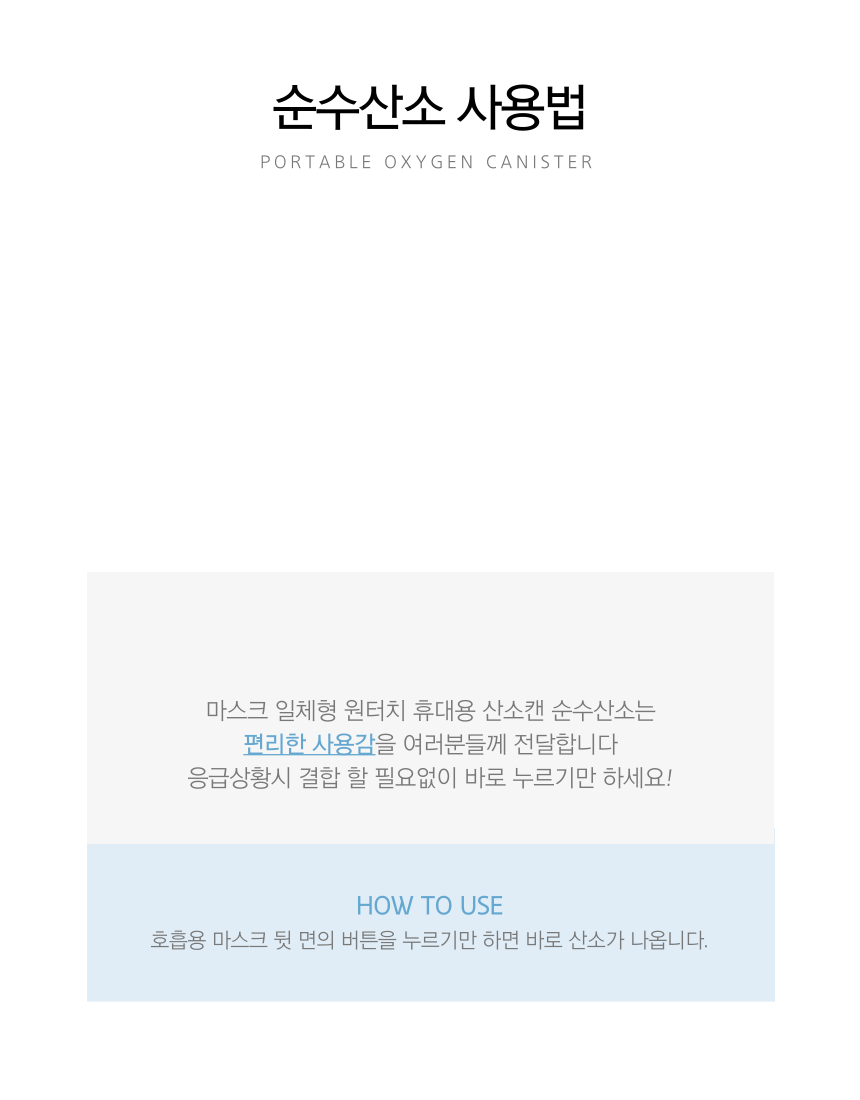 순수산소 사용법
PORTABLE OXYGEN CANISTER
마스크 일체형 원터치 휴대용 산소캔 순수산소는
편리한 사용감을 여러분들께 전달합니다
응급상황시 결합 할 필요없이 바로 누르기만 하세요!
HOW TO USE
호흡용 마스크 뒷 면의 버튼을 누르기만 하면 바로 산소가 나옵니다.